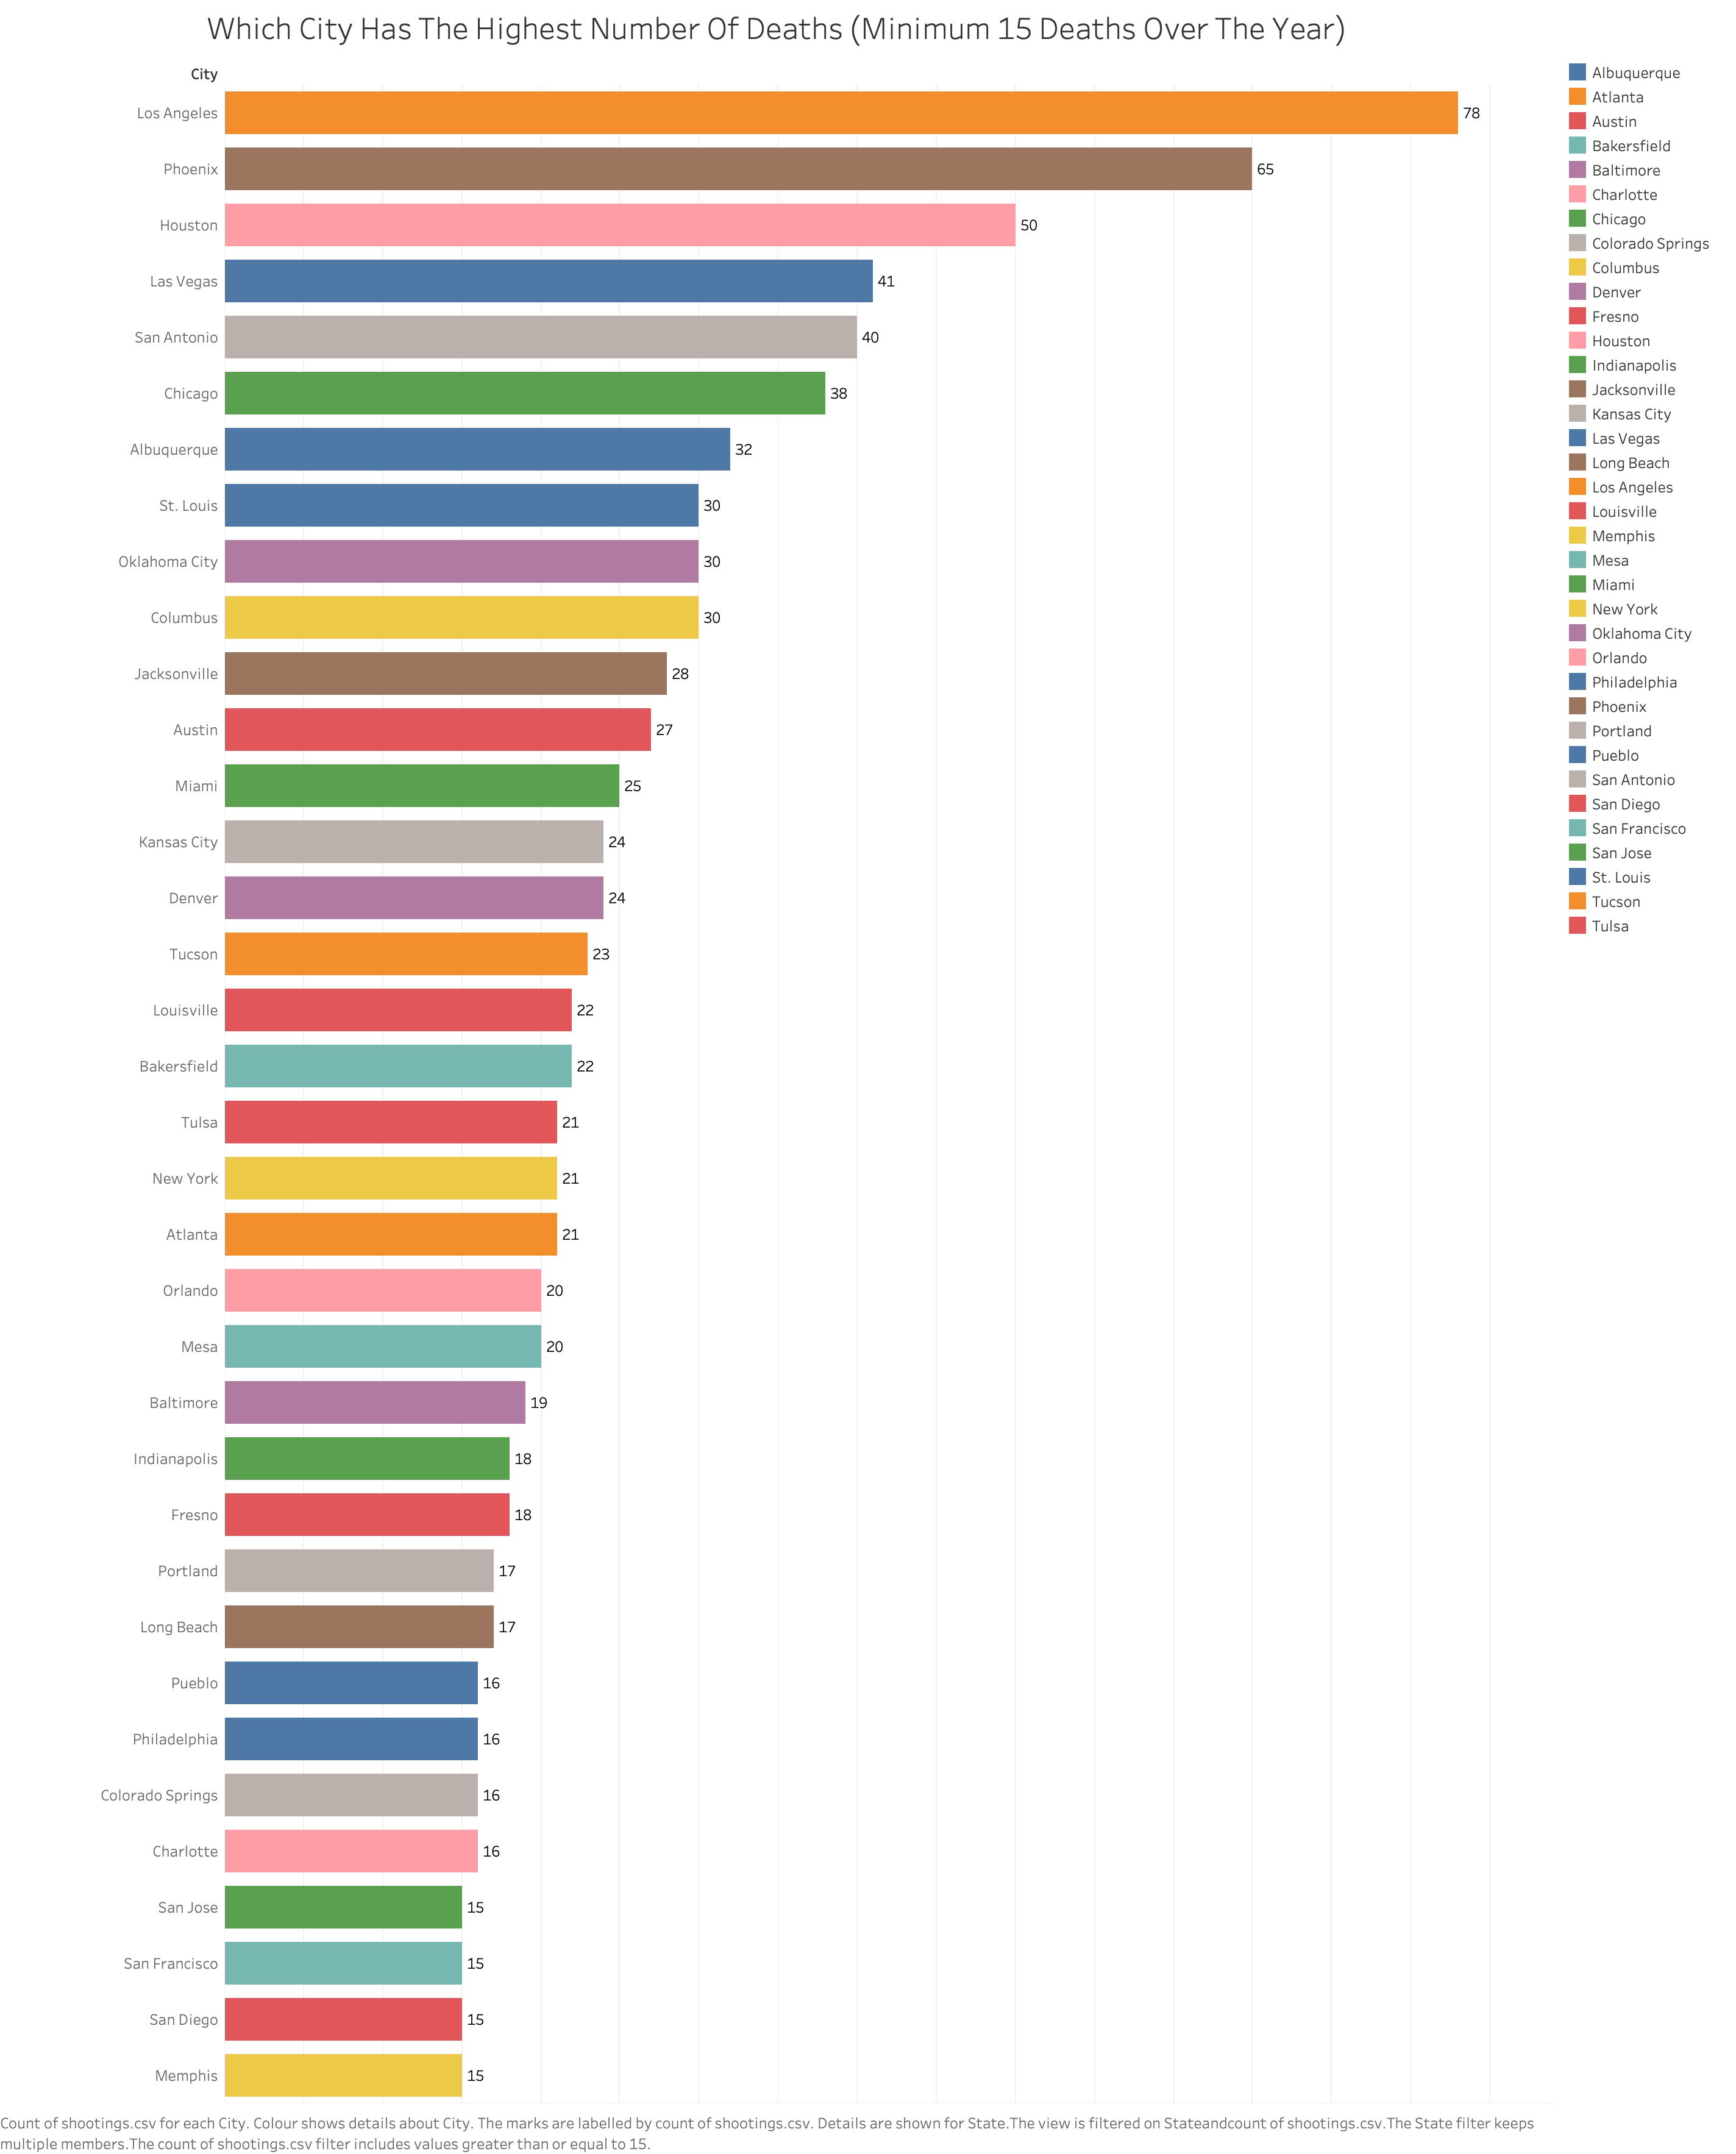 Which City Has The Highest Number Of Deaths (Minimum 15 Deaths Over The Year)
City
Los Angeles 78
Phoenix 65
Houston 50
Las Vegas 41
San Antonio 40
Chicago 38
Albuquerque 32
St. Louis 30
Oklahoma City 30
Columbus 30
Jacksonville 28
Austin 27
Miami 25
Kansas City 24
Denver 24
Tucson 23
Louisville 22
Bakersfield 22
Tulsa 21
New York 21
Atlanta 21
Orlando 20
Mesa 20
Baltimore 19
Indianapolis 18
Fresno 18
Portland 17
Long Beach 17
Pueblo 16
Philadelphia 16
Colorado Springs 16
Charlotte 16
San Jose 15
San Francisco 15
San Diego 15
Memphis 15
Albuquerque
Atlanta
Austin
Bakersfield
Baltimore
Charlotte
Chicago
Colorado Springs
Columbus
Denver
Fresno
Houston
Indianapolis
Jacksonville
Kansas City
Las Vegas
Long Beach
Los Angeles
Louisville
Memphis
Mesa
Miami
New York
Oklahoma City
Orlando
Philadelphia
Phoenix
Portland
Pueblo
San Antonio
San Diego
San Francisco
San Jose
St. Louis
Tucson
Tulsa
Count of shootings.csv for each City. Colour shows details about City. The marks are labelled by count of shootings.csv. Details are shown for State.The view is filtered on Stateandcount of shootings.csv.The State filter keeps
multiple members.The count of shootings.csv filter includes values greater than or equal to 15.